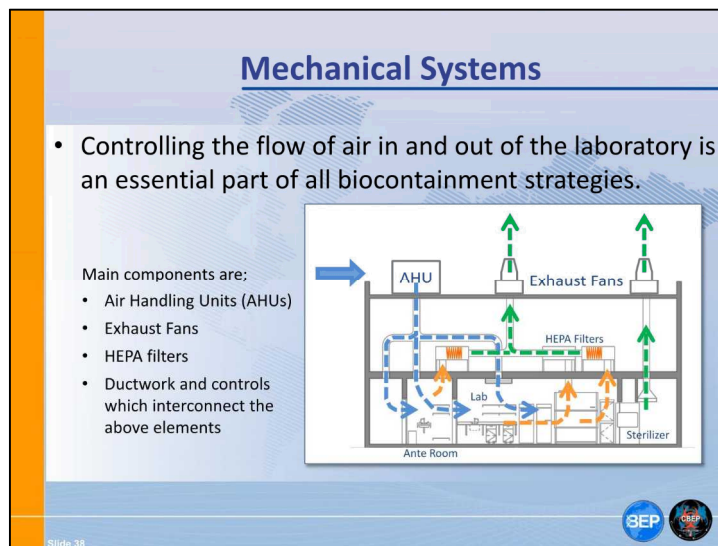 Mechanical Systems
• Controlling the flow of air in and out of the laboratory is
an essential part of all biocontainment strategies.
Main components are;
• Air Handling Units (AHUs)
• Exhaust Fans
• HEPA filters
• Ductwork and controls
which interconnect the
above elements
AHU
Exhaust Fans
HEPA Filters
Lab
Ante Room
Sterilizer
BEP
CBEP
Slide 38